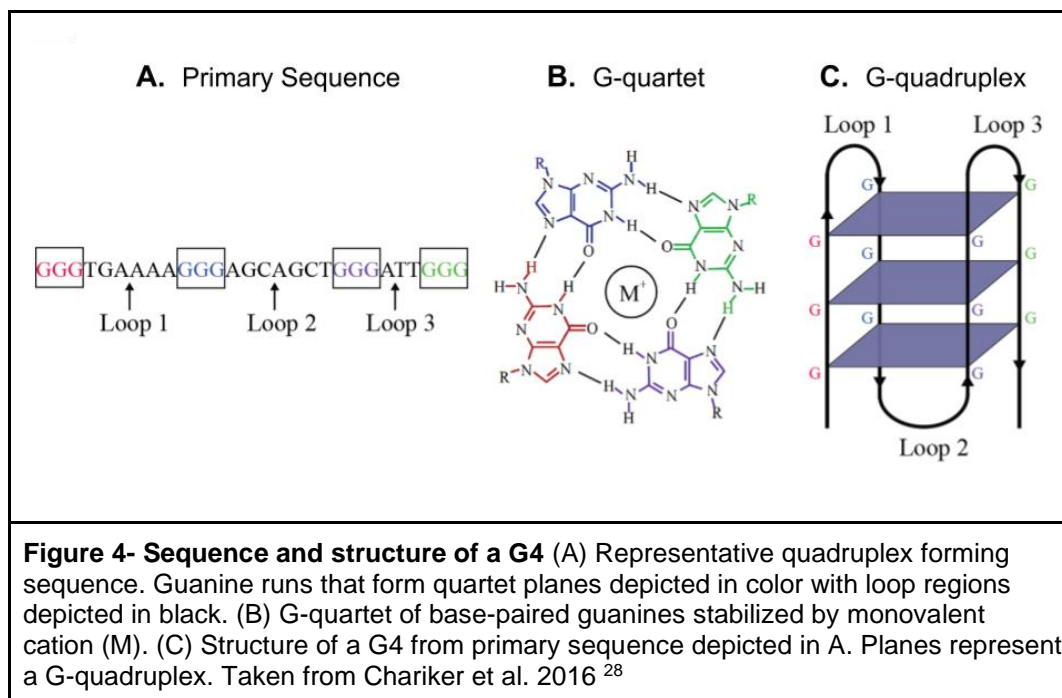 A. Primary Sequence
B. G-quartet
C. G-quadruplex
GGGTGAAAAGGGAGCAGCTGGGATTGGG
Loop 1
Loop 2
Loop 3
R
N
N
N
H
H
N
H
N
N
R
H
O
N
O
N
H
H
N
H
N
H
N
H
H
M+
N
N
O
O
H
N
N
R
N
N
H
N
N
H
N
R
Loop 1
Loop 3
G
G
G
G
G
G
G
G
G
G
G
G
Loop 2
Figure 4- Sequence and structure of a G4 (A) Representative quadruplex forming
sequence. Guanine runs that form quartet planes depicted in color with loop regions
depicted in black. (B) G-quartet of base-paired guanines stabilized by monovalent
cation (M). (C) Structure of a G4 from primary sequence depicted in A. Planes represent
a G-quadruplex. Taken from Chariker et al. 2016 28